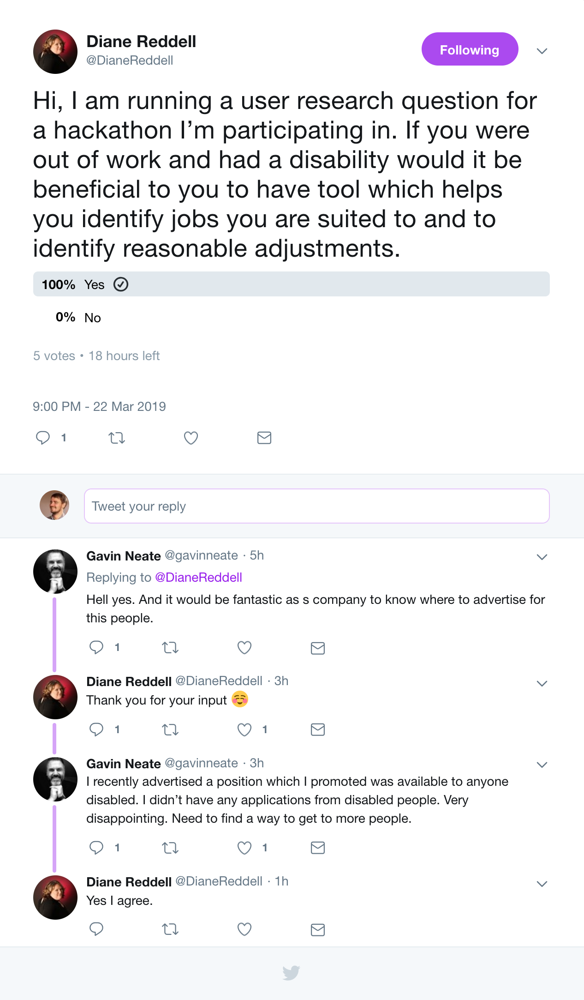 Diane Reddell
@DianeReddell
Following
Hi, I am running a user research question for
a hackathon I’m participating in. If you were
out of work and had a disability would it be
beneficial to you to have tool which helps
you identify jobs you are suited to and to
identify reasonable adjustments.
100% Yes
0% No
5 votes • 18 hours left
9:00 PM - 22 Mar 2019
1
Tweet your reply
Gavin Neate @gavinneate · 5h
Replying to @DianeReddell
Hell yes. And it would be fantastic as s company to know where to advertise for
this people.
1
Diane Reddell @DianeReddell · 3h
Thank you for your input ☺️
1 1
Gavin Neate @gavinneate · 3h
I recently advertised a position which I promoted was available to anyone
disabled. I didn’t have any applications from disabled people. Very
disappointing. Need to find a way to get to more people.
1 1
Diane Reddell @DianeReddell · 1h
Yes I agree.